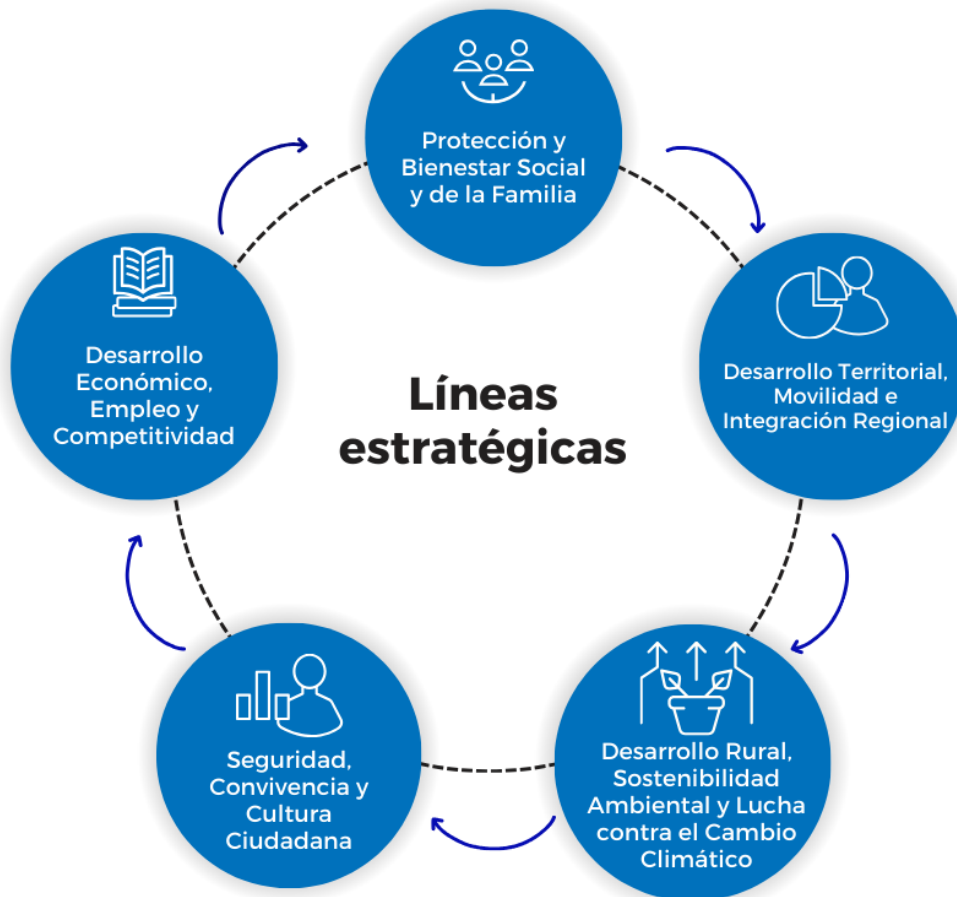 Protección y
Bienestar Social
y de la Familia
Desarrollo Territorial,
Movilidad e
Integración Regional
Desarrollo Rural,
Sostenibilidad
Ambiental y Lucha
contra el Cambio
Climático
Seguridad,
Convivencia y
Cultura
Ciudadana
Desarrollo
Económico,
Empleo y
Competitividad
Líneas
estratégicas